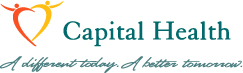 Capital Health
A different today. A better tomorrow.